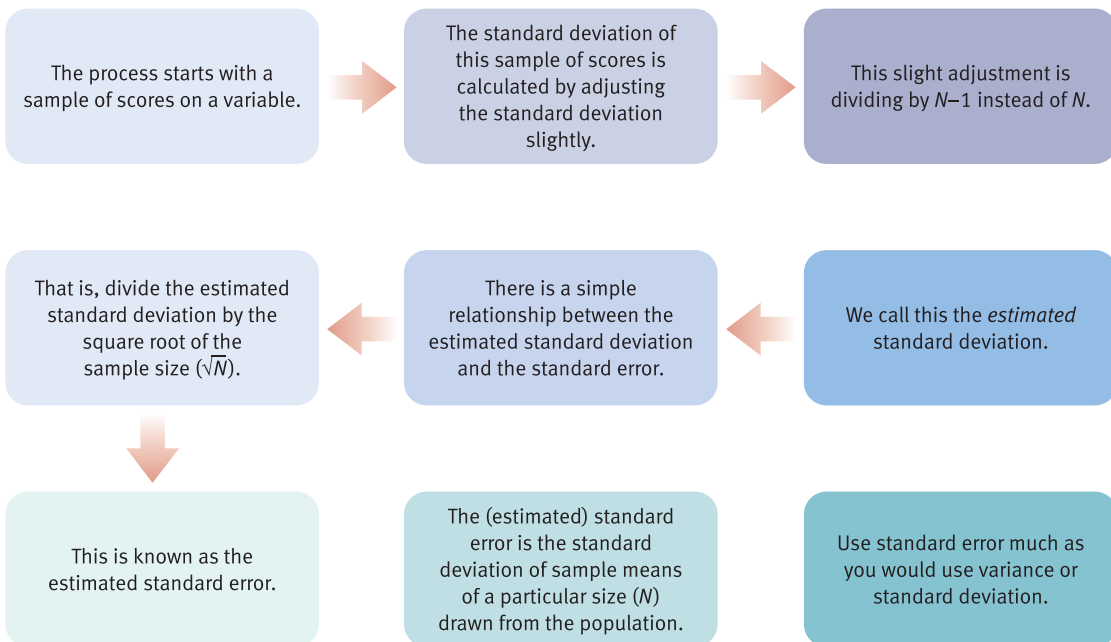 The process starts with a
sample of scores on a variable.
The standard deviation of
this sample of scores is
calculated by adjusting
the standard deviation
slightly.
This slight adjustment is
dividing by N–1 instead of N.
We call this the estimated
standard deviation.
There is a simple
relationship between the
estimated standard deviation
and the standard error.
That is, divide the estimated
standard deviation by the
square root of the
sample size (√N).
This is known as the
estimated standard error.
The (estimated) standard
error is the standard
deviation of sample means
of a particular size (N)
drawn from the population.
Use standard error much as
you would use variance or
standard deviation.